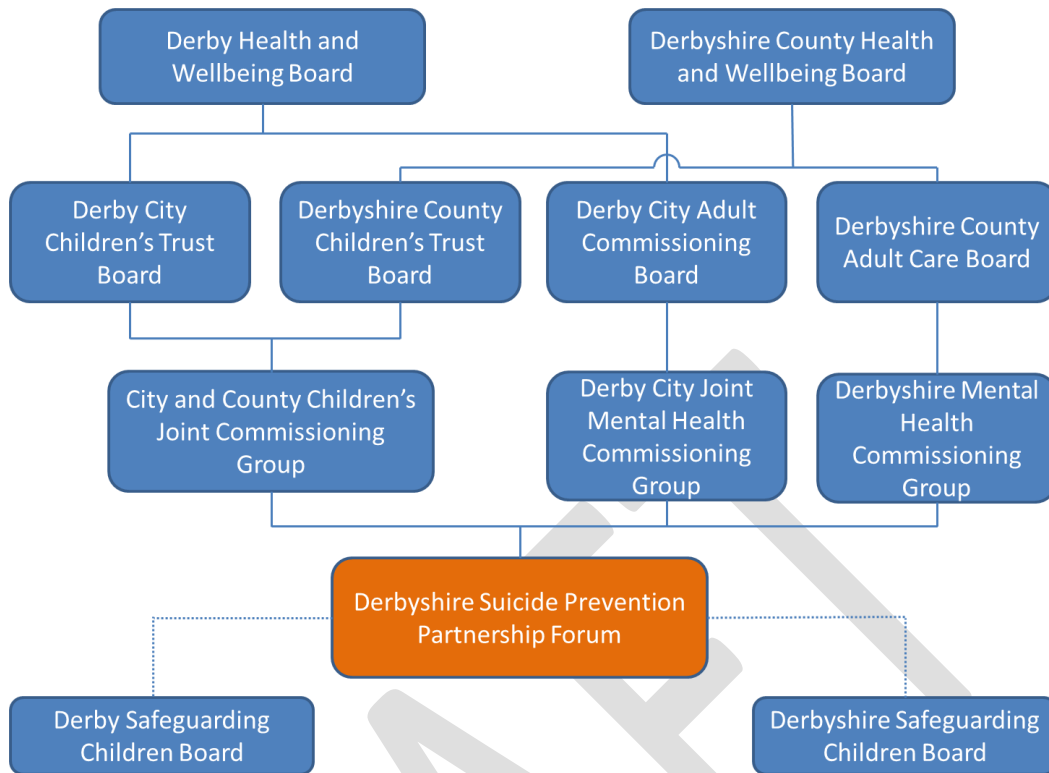 Derby Health and
Wellbeing Board
Derbyshire County Health
and Wellbeing Board
Derby City
Children's Trust
Board
Derbyshire County
Children's Trust
Board
Derby City Adult
Commissioning
Board
Derbyshire County
Adult Care Board
City and County Children's
Joint Commissioning
Group
Derby City Joint
Mental Health
Commissioning
Group
Derbyshire Mental
Health
Commissioning
Group
Derbyshire Suicide Prevention
Partnership Forum
Derby Safeguarding
Children Board
Derbyshire Safeguarding
Children Board